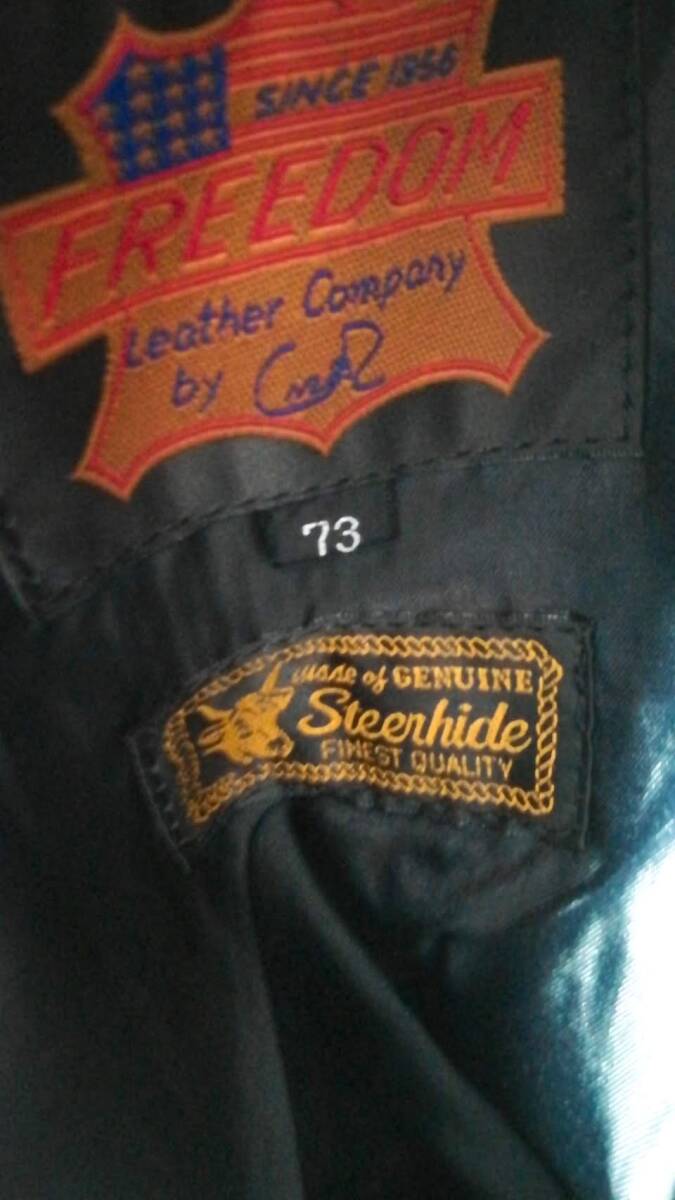 SINCE 1956
FREEDOM
Leather Company
by
73
made of GENUINE
Steerhide
FINEST QUALITY